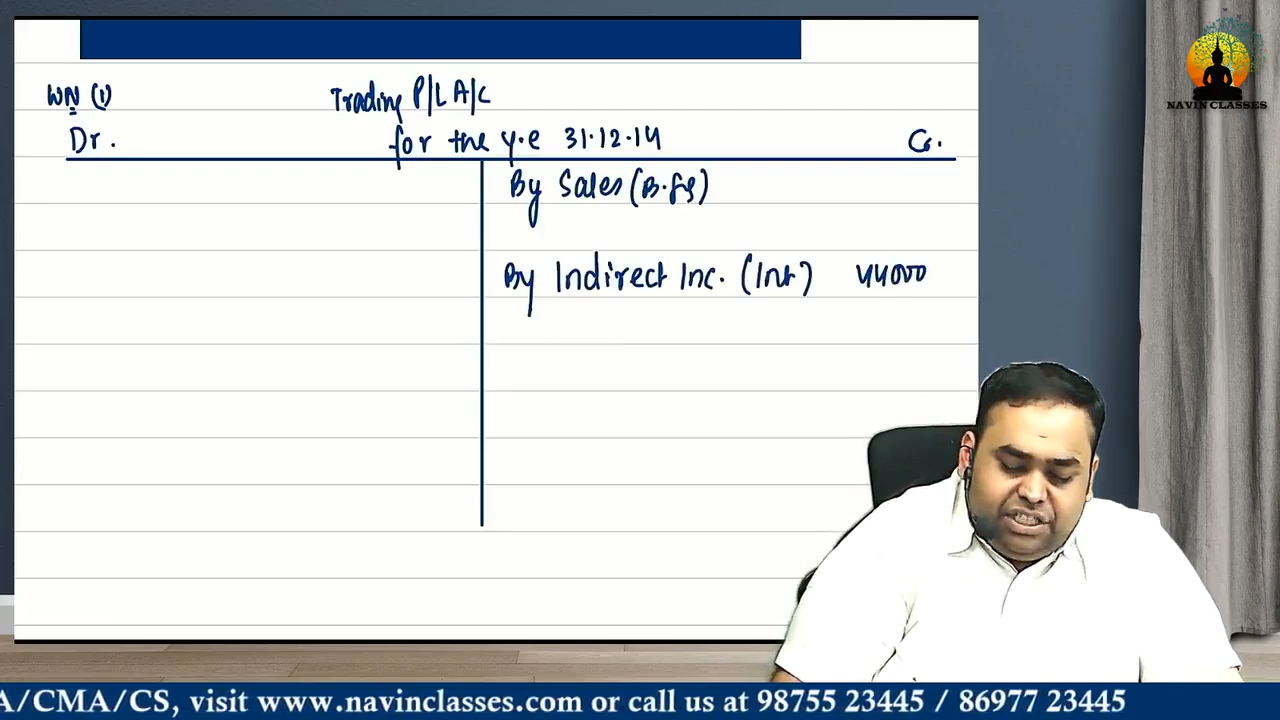 WN (1)
Trading P/L A/c
Dr.
for the y.e 31.12.14
Cr.
By Sales (B.fig)
By Indirect Inc. (Int) 44000
NAVIN CLASSES
A/CMA/CS, visit www.navinclasses.com or call us at 98755 23445 / 86977 23445